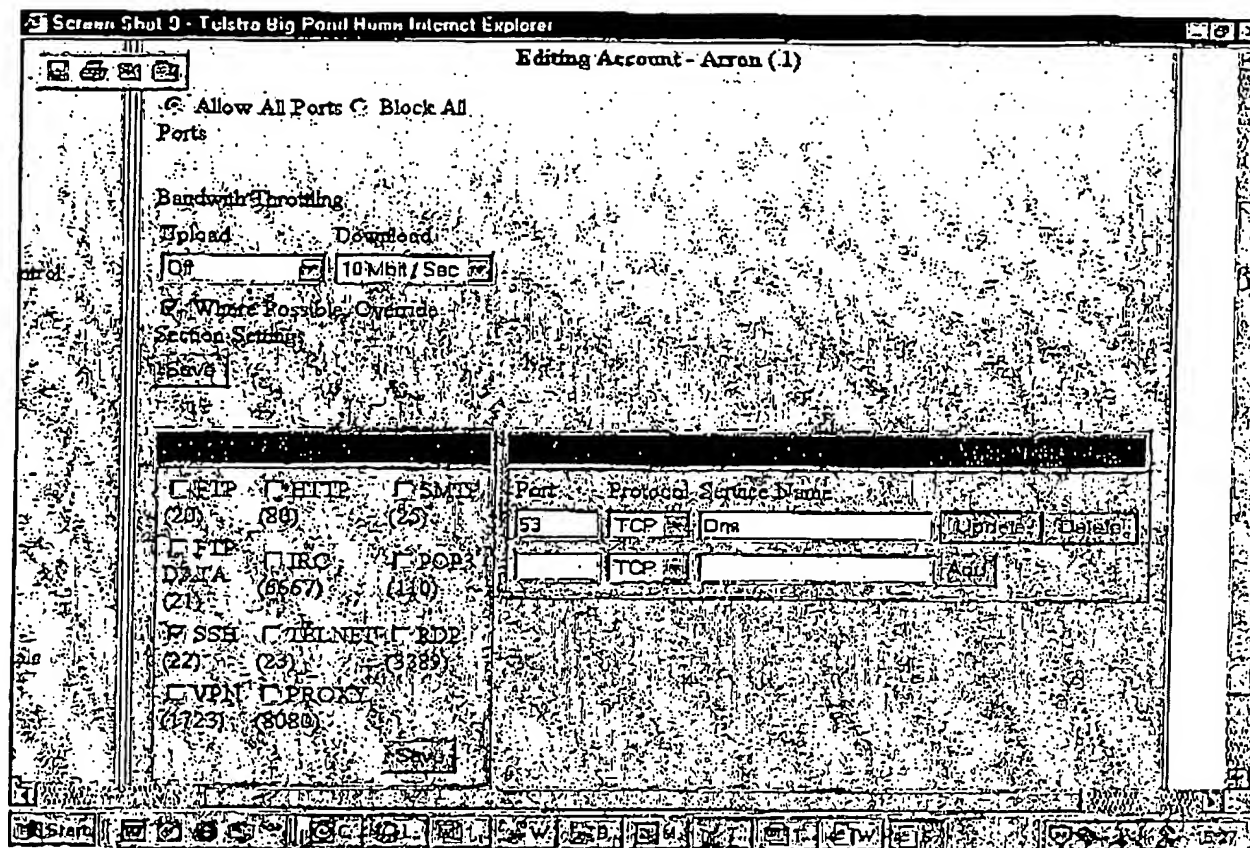 Screen Shot 9 - Telstra Big Pond Home Internet Explorer
Editing Account - Arron (.1)
Allow All Ports Block All
Ports
Bandwith Throttling
Upload Download
Off 10 Mbit / Sec
Where Possible, Override
Section Settings
Save
FTP HTTP SMTP
(20) (80) (25)
FTP
DATA IRC POP3
(21) (6667) (110)
SSH TELNET RDP
(22) (23) (3389)
VPN PROXY
(1723) (8080)
Save
Port Protocol Service Name
53 TCP Dns Update Delete
TCP Add
Start